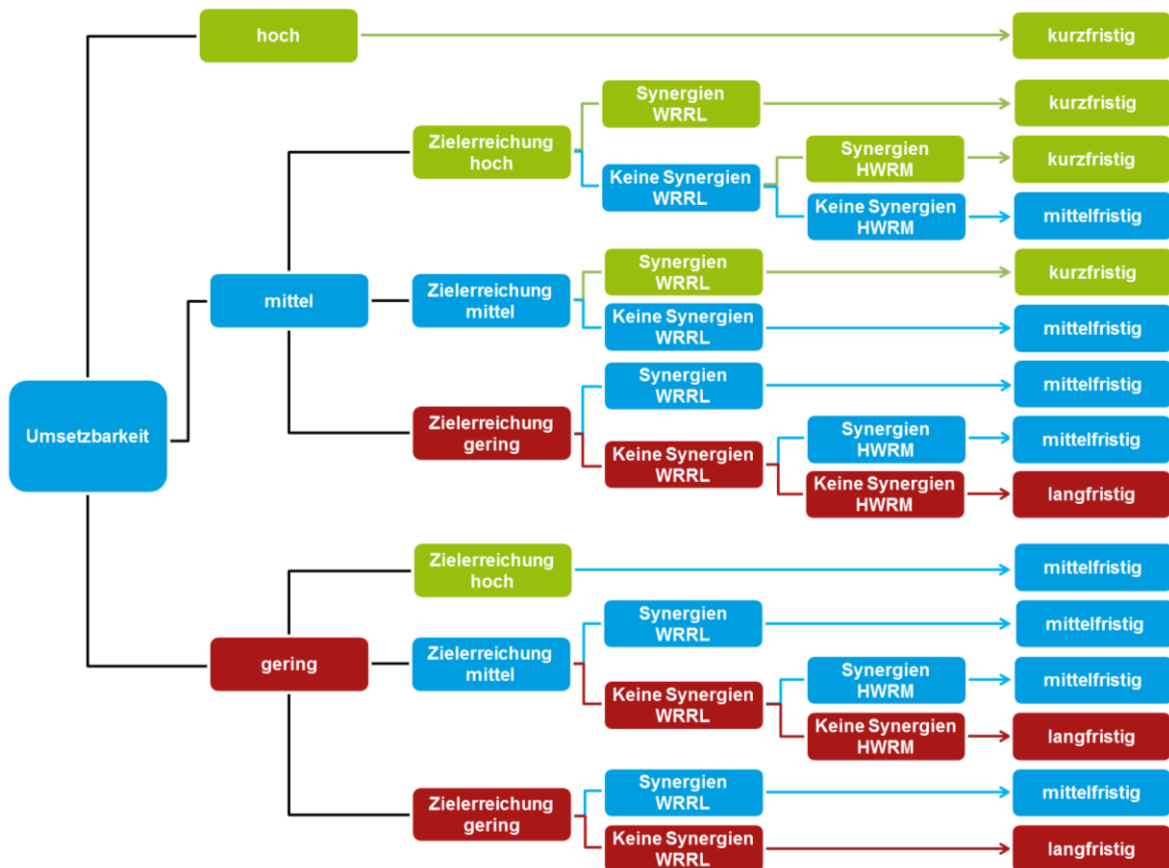 hoch
kurzfristig
Synergien
WRRL
kurzfristig
Zielerreichung
hoch
Synergien
HWRM
kurzfristig
Keine Synergien
WRRL
Keine Synergien
HWRM
mittelfristig
Synergien
WRRL
kurzfristig
mittel
Zielerreichung
mittel
Keine Synergien
WRRL
mittelfristig
Synergien
WRRL
mittelfristig
Umsetzbarkeit
Zielerreichung
gering
Synergien
HWRM
mittelfristig
Keine Synergien
WRRL
Keine Synergien
HWRM
langfristig
Zielerreichung
hoch
mittelfristig
Synergien
WRRL
mittelfristig
gering
Zielerreichung
mittel
Synergien
HWRM
mittelfristig
Keine Synergien
WRRL
Keine Synergien
HWRM
langfristig
Synergien
WRRL
mittelfristig
Zielerreichung
gering
Keine Synergien
WRRL
langfristig